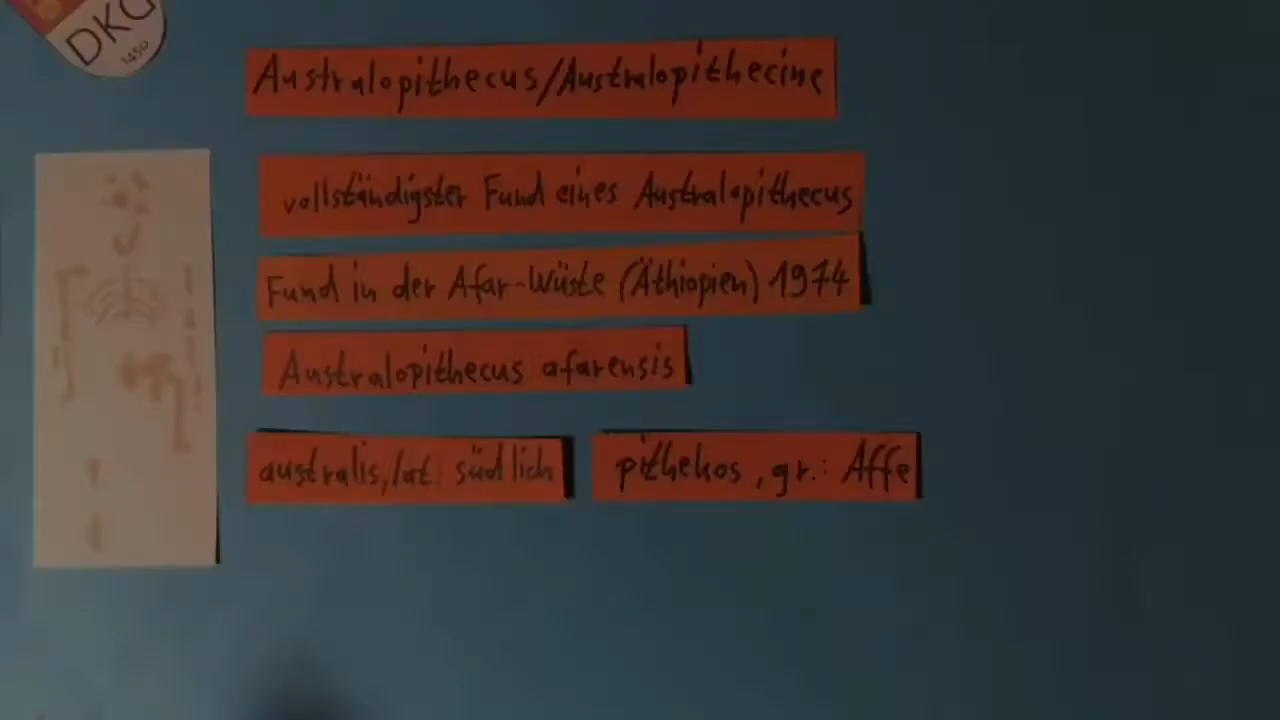 DKG
1450
Australopithecus/Australopithecine
vollständigster Fund eines Australopithecus
Fund in der Afar-Wüste (Äthiopien) 1974
Australopithecus afarensis
australis, lat: südlich
pithekos, gr.: Affe